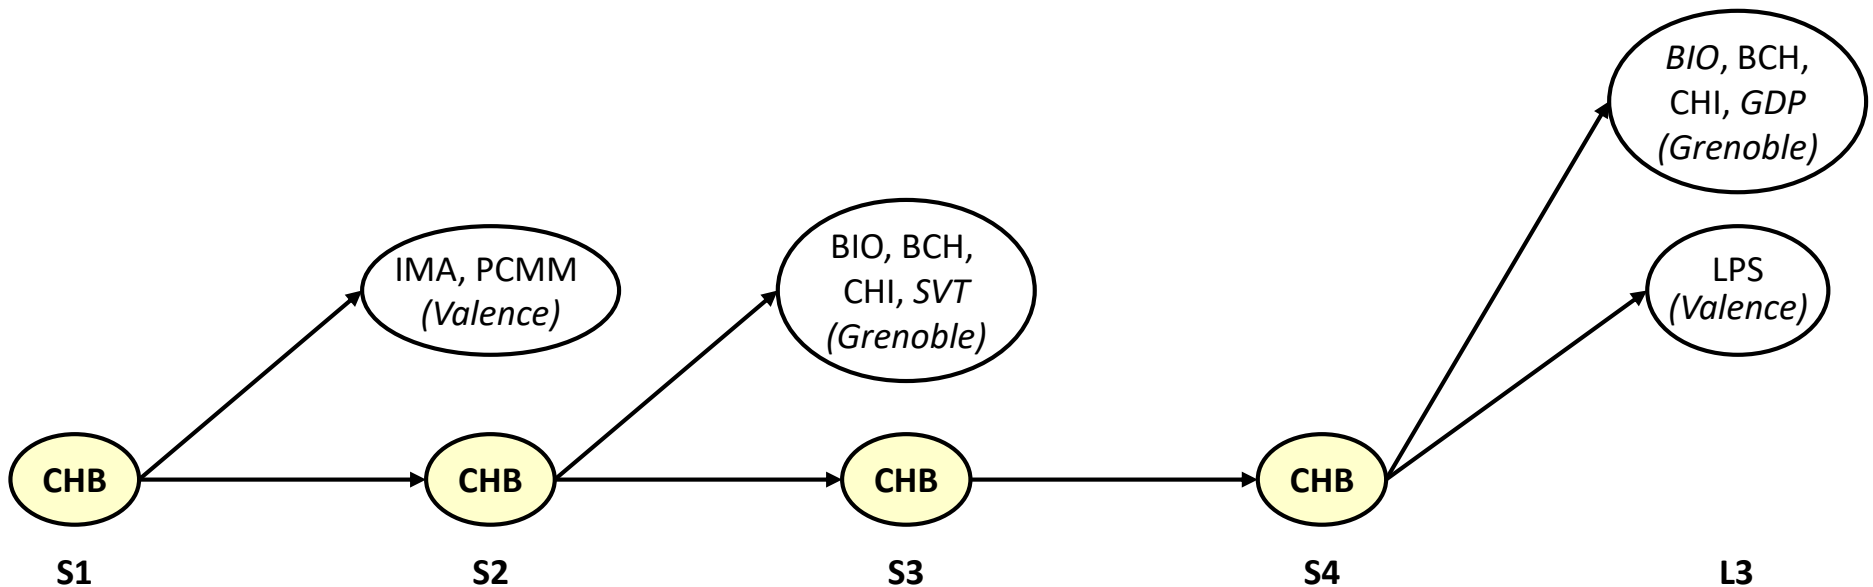 BIO, BCH,
CHI, GDP
(Grenoble)
IMA, PCMM
(Valence)
BIO, BCH,
CHI, SVT
(Grenoble)
LPS
(Valence)
CHB
CHB
CHB
CHB
S1
S2
S3
S4
L3